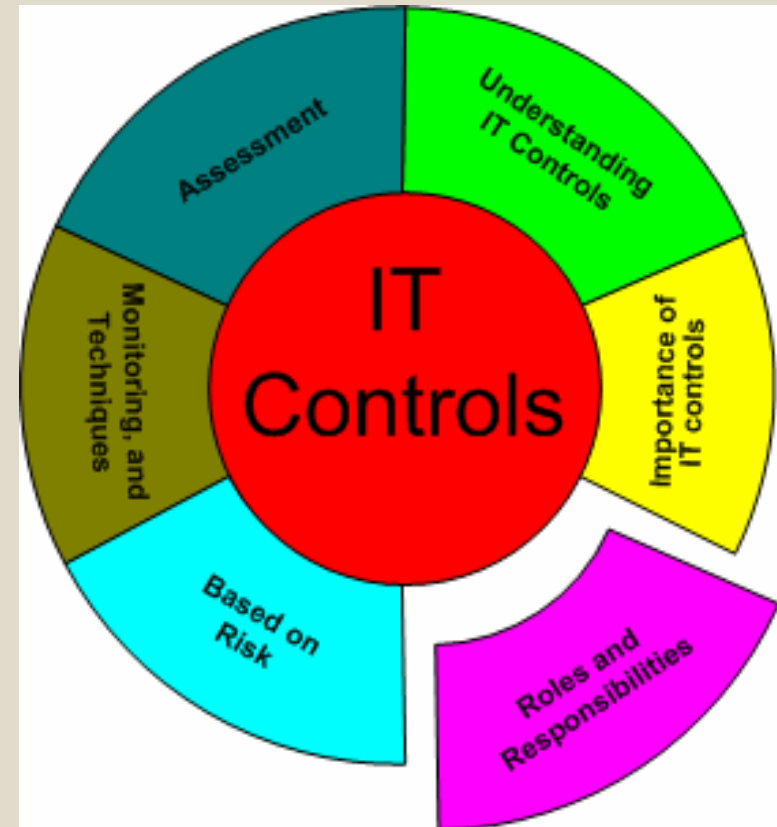 IT
Controls
Understanding
IT Controls
Importance of
IT controls
Roles and
Responsibilities
Based on
Risk
Monitoring, and
Techniques
Assessment